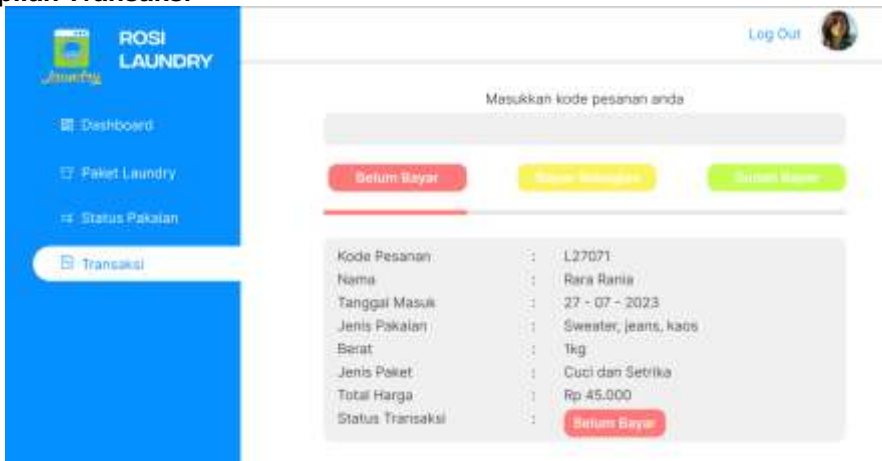 Transaksi
ROSI
LAUNDRY
Laundry
Log Out
Masukkan kode pesanan anda
Dashboard
Paket Laundry
Status Pakaian
Transaksi
Belum Bayar
Kode Pesanan : L27071
Nama : Rara Rania
Tanggal Masuk : 27 - 07 - 2023
Jenis Pakaian : Sweater, jeans, kaos
Berat : 1kg
Jenis Paket : Cuci dan Setrika
Total Harga : Rp 45.000
Status Transaksi : Belum Bayar